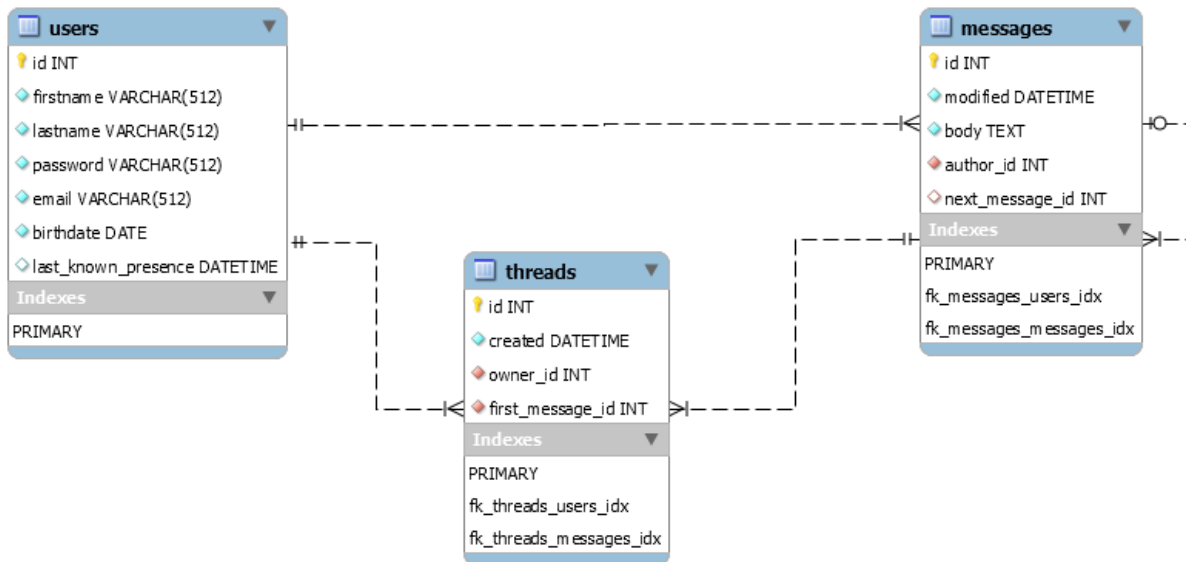 users
id INT
firstname VARCHAR(512)
lastname VARCHAR(512)
password VARCHAR(512)
email VARCHAR(512)
birthdate DATE
last_known_presence DATETIME
Indexes
PRIMARY
threads
id INT
created DATETIME
owner_id INT
first_message_id INT
Indexes
PRIMARY
fk_threads_users_idx
fk_threads_messages_idx
messages
id INT
modified DATETIME
body TEXT
author_id INT
next_message_id INT
Indexes
PRIMARY
fk_messages_users_idx
fk_messages_messages_idx